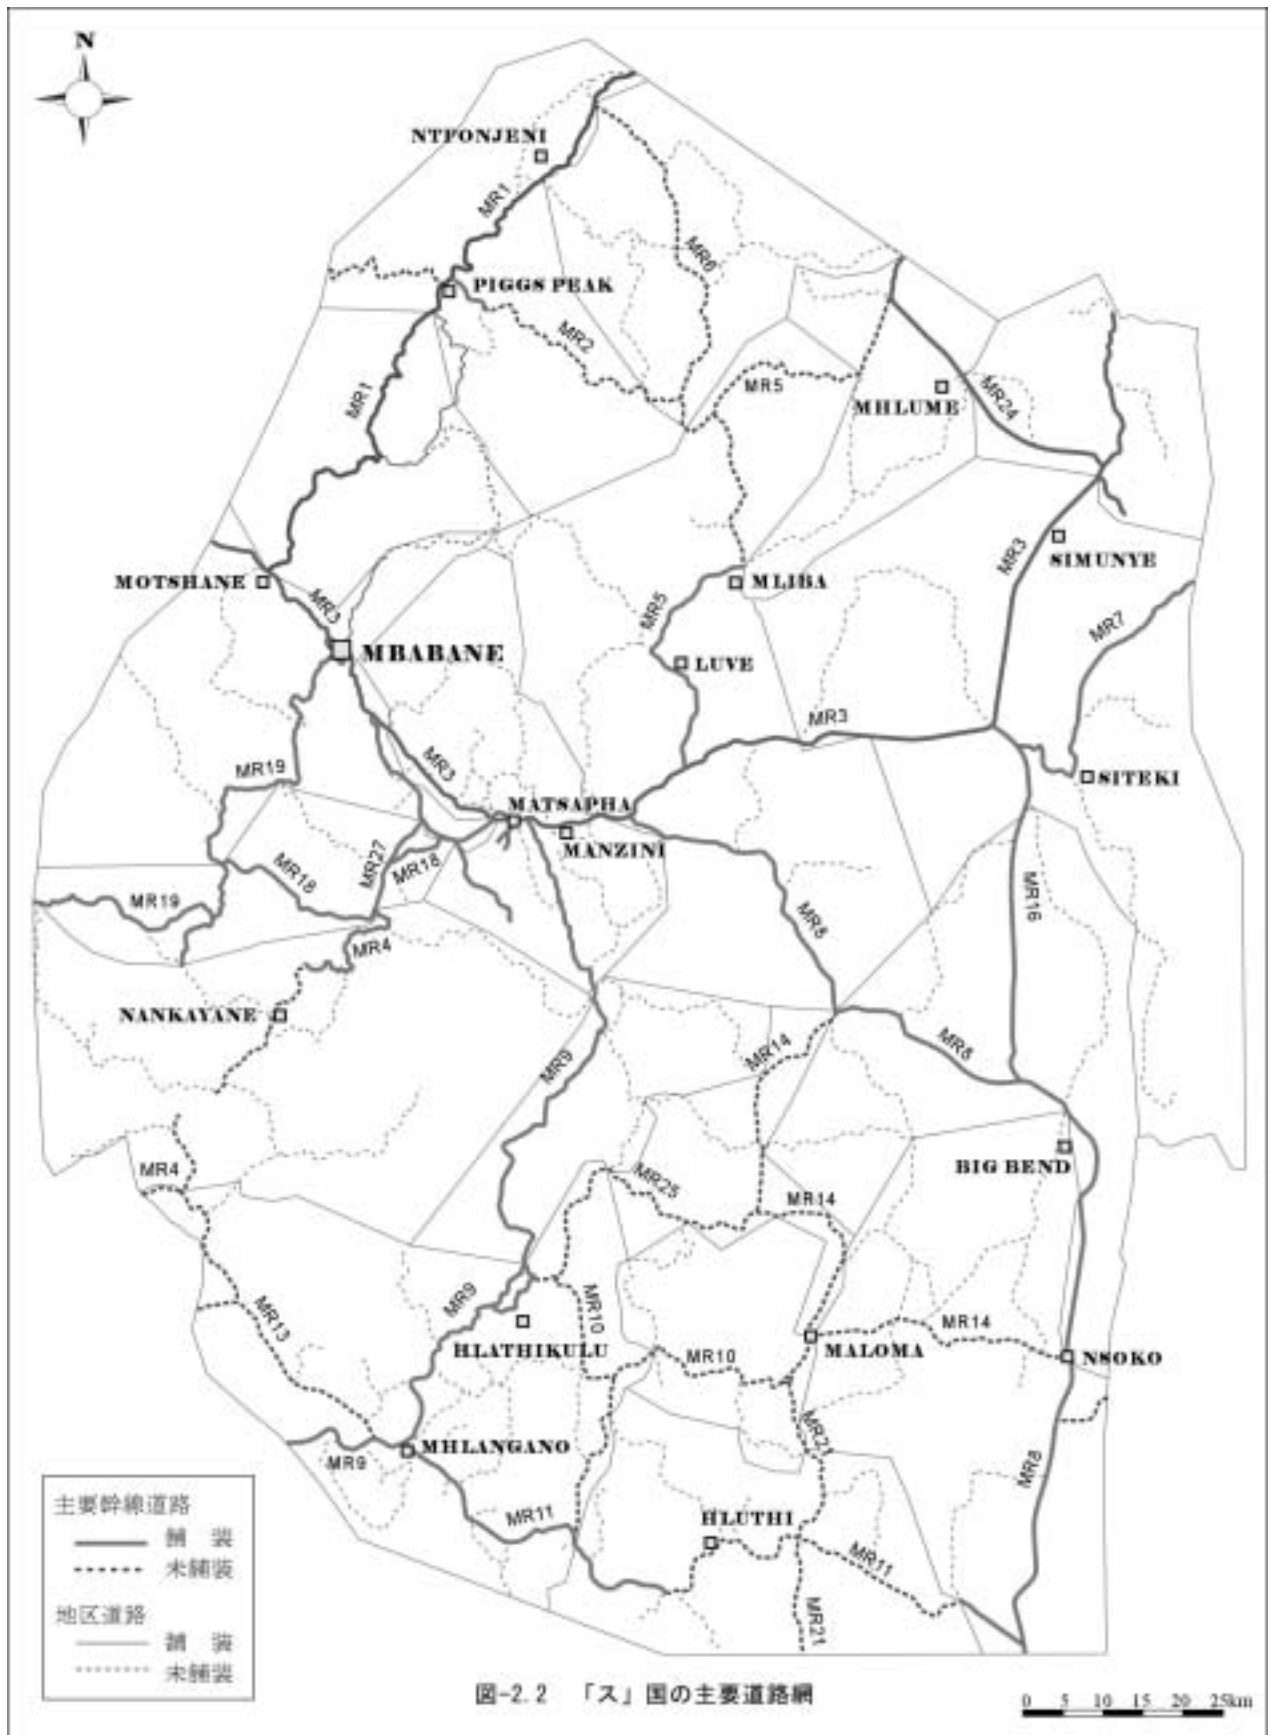 N
NTFONJENI
MR1
MR6
PIGGS PEAK
MR2
MR1
MR5
MHLUME
MR24
MOTSHANE
MR3
MBABANE
MR5
MLIBA
LUVE
MR3
SIMUNYE
MR7
MR3
MR3
SITEKI
MR19
MATSAPHA
MANZINI
MR27
MR18
MR18
MR19
MR4
MR8
MR16
NANKAYANE
MR9
MR14
MR8
MR4
MR25
MR14
BIG BEND
MR13
MR9
MR10
HLATHIKULU
MR10
MALOMA
MR14
NSOKO
MR21
MHLANGANO
MR9
MR11
HLUTHI
MR11
MR8
MR21
主要幹線道路
舗 装
未舗装
地区道路
舗 装
未舗装
図-2.2 「ス」国の主要道路網
0 5 10 15 20 25km